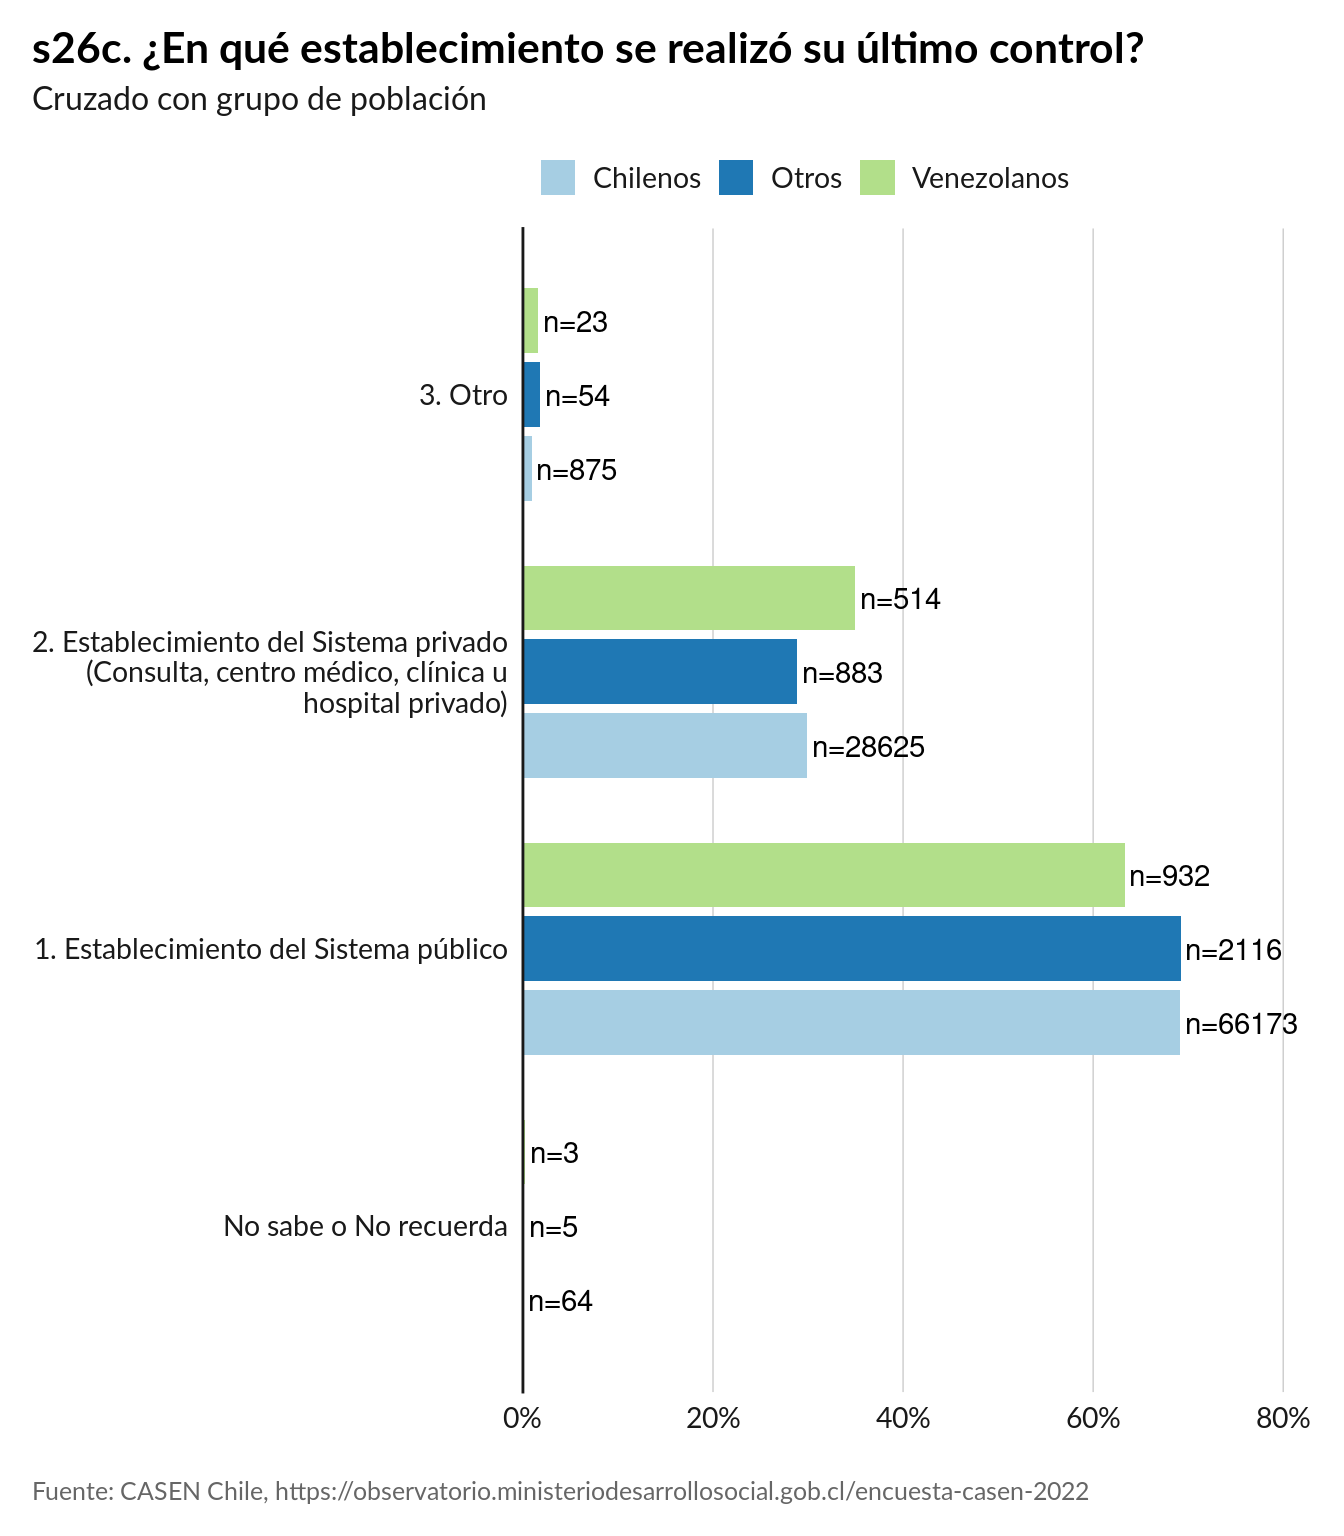 s26c. ¿En qué establecimiento se realizó su último control?
Cruzado con grupo de población
Chilenos
Otros
Venezolanos
n=23
3. Otro
n=54
n=875
n=514
2. Establecimiento del Sistema privado
(Consulta, centro médico, clínica u
hospital privado)
n=883
n=28625
n=932
1. Establecimiento del Sistema público
n=2116
n=66173
n=3
No sabe o No recuerda
n=5
n=64
0%
20%
40%
60%
80%
Fuente: CASEN Chile, https://observatorio.ministeriodesarrollosocial.gob.cl/encuesta-casen-2022